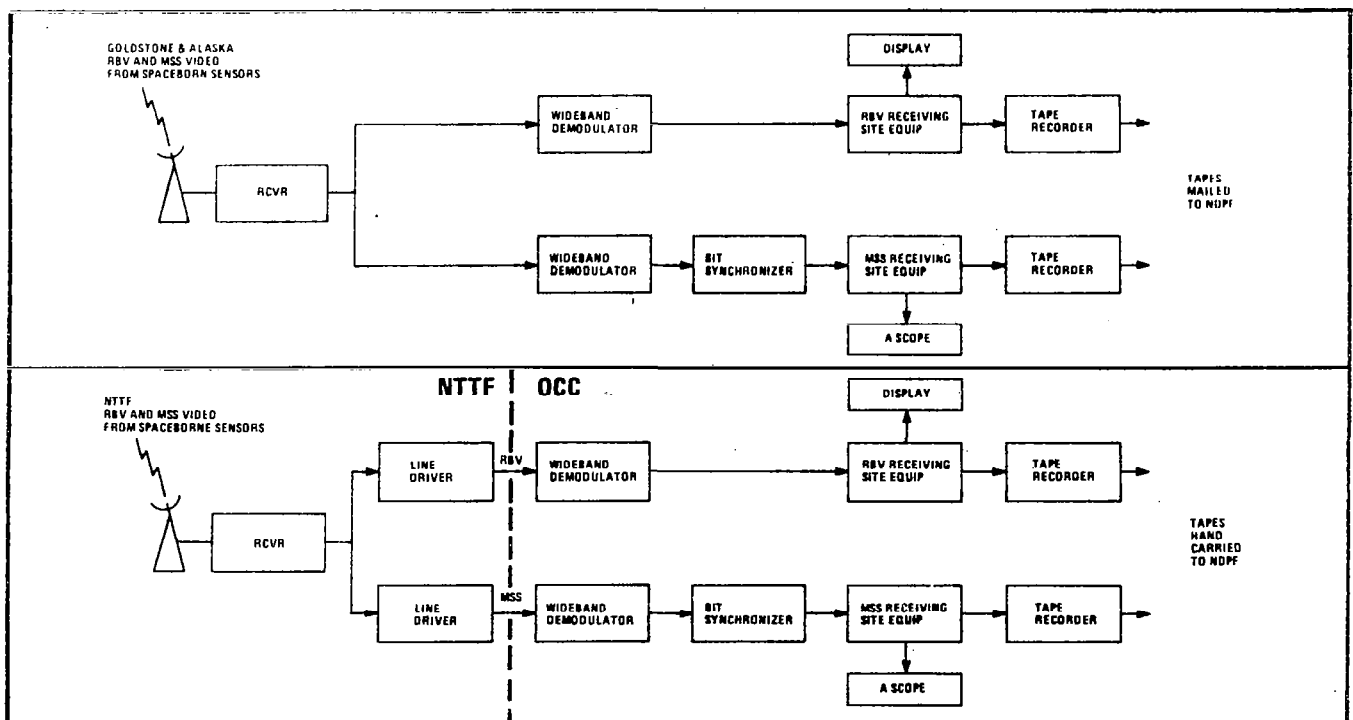 GOLDSTONE & ALASKA
RBV AND MSS VIDEO
FROM SPACEBORN SENSORS
RCVR
WIDEBAND
DEMODULATOR
DISPLAY
RBV RECEIVING
SITE EQUIP
TAPE
RECORDER
TAPES
MAILED
TO NDPF
WIDEBAND
DEMODULATOR
BIT
SYNCHRONIZER
MSS RECEIVING
SITE EQUIP
TAPE
RECORDER
A SCOPE
NTTF OCC
NTTF
RBV AND MSS VIDEO
FROM SPACEBORNE SENSORS
RCVR
LINE
DRIVER
RBV
WIDEBAND
DEMODULATOR
DISPLAY
RBV RECEIVING
SITE EQUIP
TAPE
RECORDER
TAPES
HAND
CARRIED
TO NDPF
LINE
DRIVER
MSS
WIDEBAND
DEMODULATOR
BIT
SYNCHRONIZER
MSS RECEIVING
SITE EQUIP
TAPE
RECORDER
A SCOPE